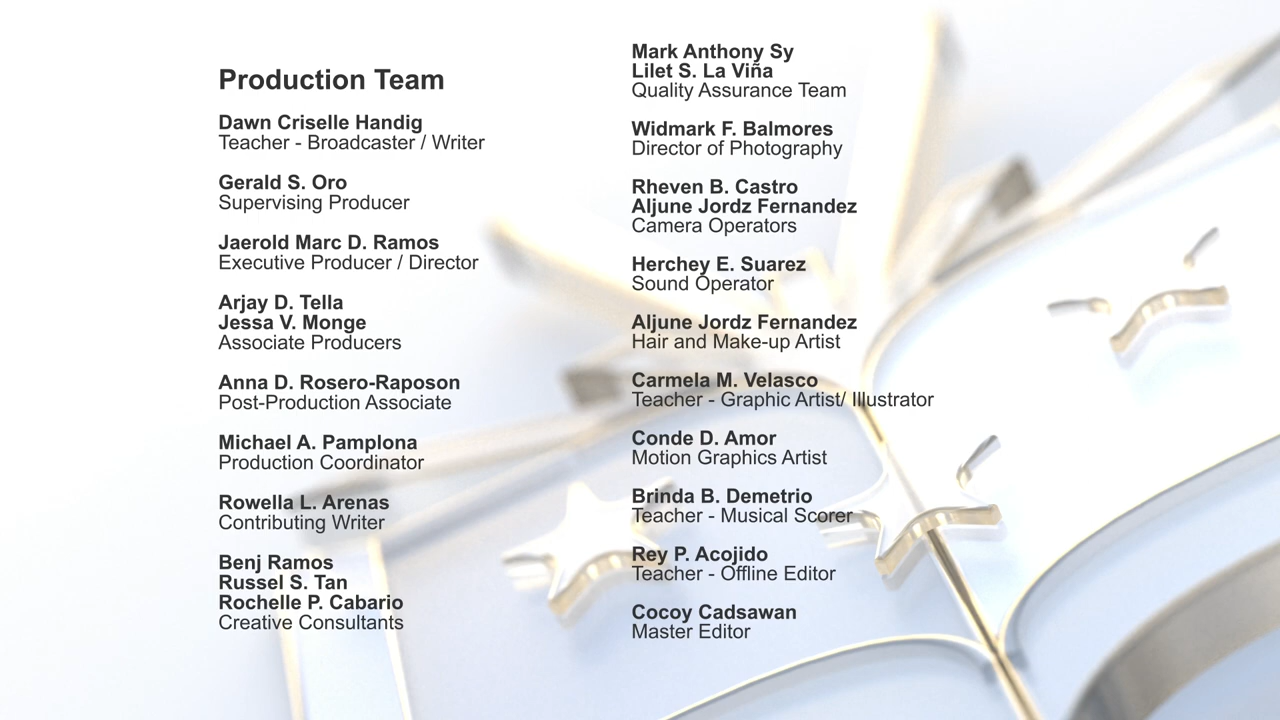 Production Team
Dawn Criselle Handig
Teacher - Broadcaster / Writer
Gerald S. Oro
Supervising Producer
Jaerold Marc D. Ramos
Executive Producer / Director
Arjay D. Tella
Jessa V. Monge
Associate Producers
Anna D. Rosero-Raposon
Post-Production Associate
Michael A. Pamplona
Production Coordinator
Rowella L. Arenas
Contributing Writer
Benj Ramos
Russel S. Tan
Rochelle P. Cabario
Creative Consultants
Mark Anthony Sy
Lilet S. La Viña
Quality Assurance Team
Widmark F. Balmores
Director of Photography
Rheven B. Castro
Aljune Jordz Fernandez
Camera Operators
Herchey E. Suarez
Sound Operator
Aljune Jordz Fernandez
Hair and Make-up Artist
Carmela M. Velasco
Teacher - Graphic Artist/ Illustrator
Conde D. Amor
Motion Graphics Artist
Brinda B. Demetrio
Teacher - Musical Scorer
Rey P. Acojido
Teacher - Offline Editor
Cocoy Cadsawan
Master Editor